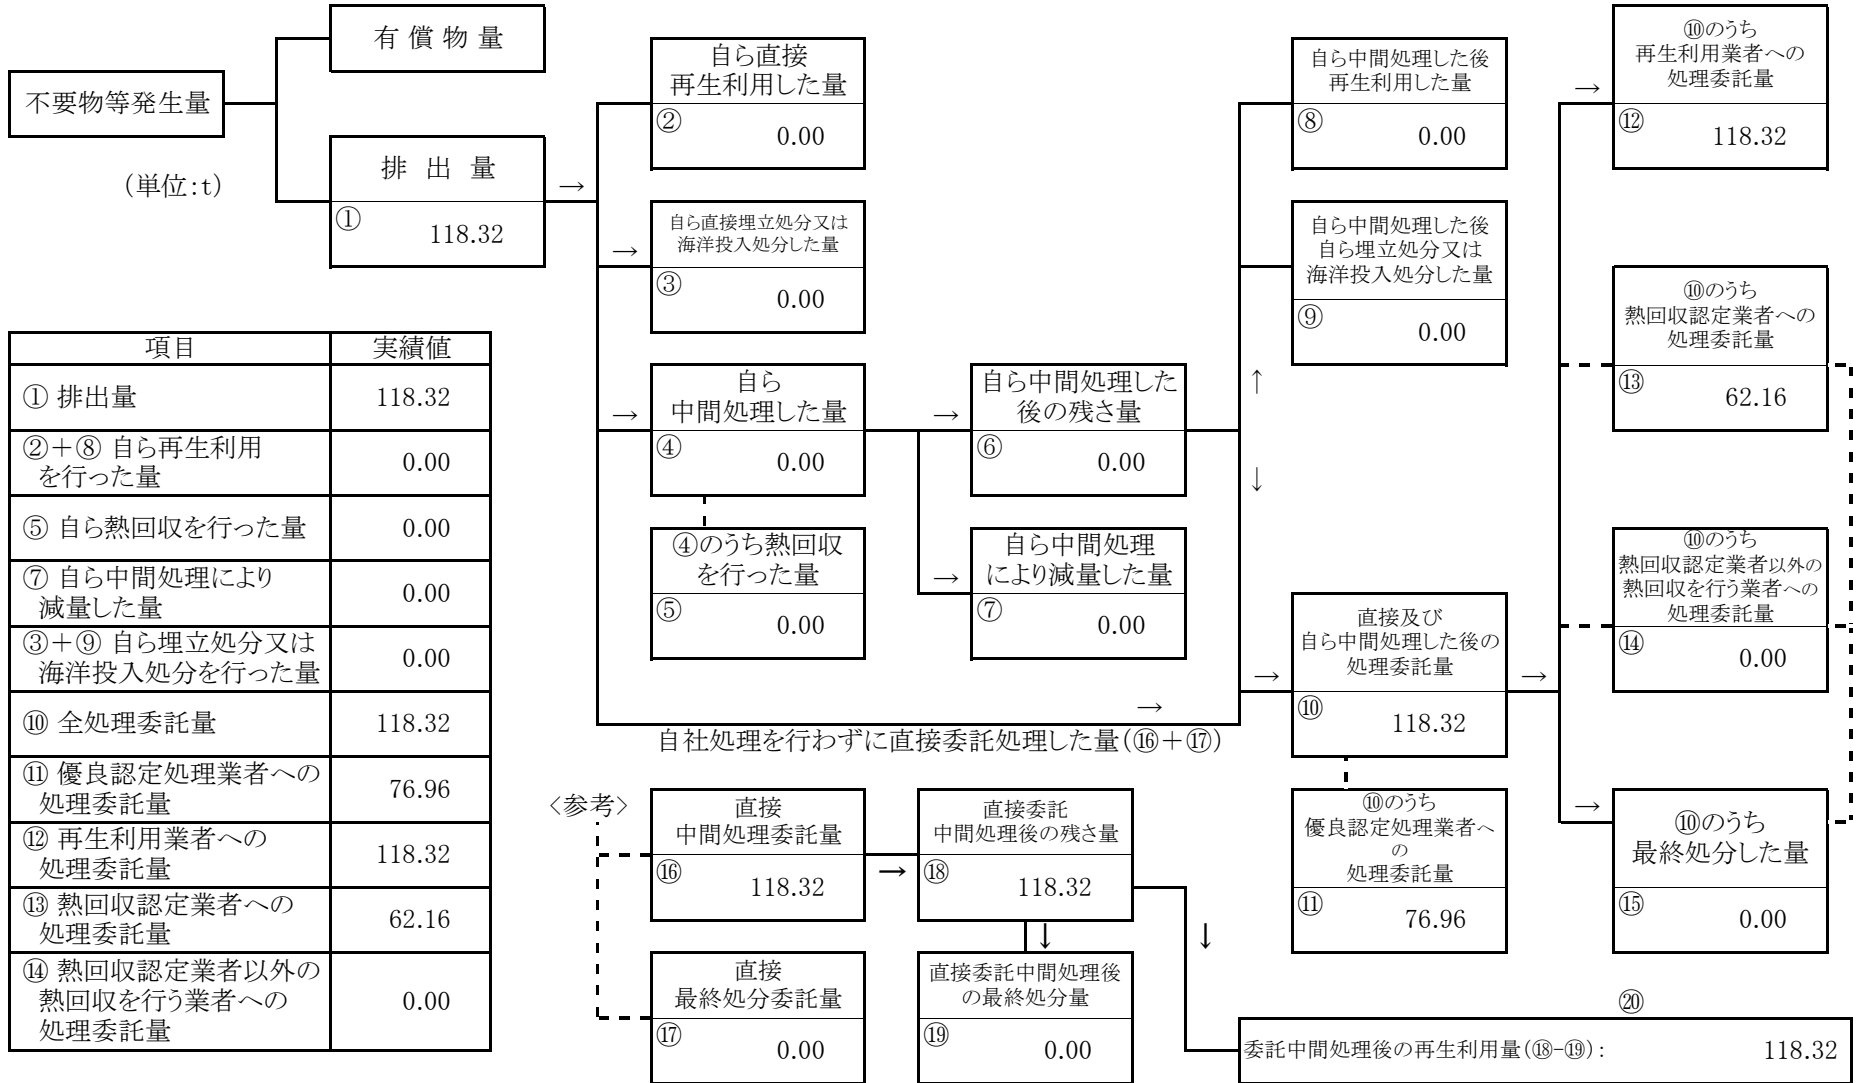 有 償 物 量
不要物等発生量
(単位:t)
排 出 量
→
① 118.32
自ら直接
再生利用した量
② 0.00
自ら直接埋立処分又は
海洋投入処分した量
→
③ 0.00
自ら
中間処理した量
→
④ 0.00
④のうち熱回収
を行った量
⑤ 0.00
自ら中間処理した
後の残さ量
→
⑥ 0.00
自ら中間処理
により減量した量
→
⑦ 0.00
自ら中間処理した後
再生利用した量
⑧ 0.00
自ら中間処理した後
自ら埋立処分又は
海洋投入処分した量
⑨ 0.00
↑
↓
直接及び
自ら中間処理した後の
処理委託量
→
→
⑩ 118.32
→
自社処理を行わずに直接委託処理した量(⑯+⑰)
⑩のうち
優良認定処理業者へ
の
処理委託量
⑪ 76.96
⑩のうち
再生利用業者への
処理委託量
→
⑫ 118.32
⑩のうち
熱回収認定業者への
処理委託量
⑬ 62.16
⑩のうち
熱回収認定業者以外の
熱回収を行う業者への
処理委託量
⑭ 0.00
→
⑩のうち
最終処分した量
⑮ 0.00
項目 実績値
① 排出量 118.32
②+⑧ 自ら再生利用
を行った量 0.00
⑤ 自ら熱回収を行った量 0.00
⑦ 自ら中間処理により
減量した量 0.00
③+⑨ 自ら埋立処分又は
海洋投入処分を行った量 0.00
⑩ 全処理委託量 118.32
⑪ 優良認定処理業者への
処理委託量 76.96
⑫ 再生利用業者への
処理委託量 118.32
⑬ 熱回収認定業者への
処理委託量 62.16
⑭ 熱回収認定業者以外の
熱回収を行う業者への
処理委託量 0.00
<参考>
直接
中間処理委託量
⑯ 118.32
→
直接委託
中間処理後の残さ量
⑱ 118.32
↓
↓
直接
最終処分委託量
⑰ 0.00
直接委託中間処理後
の最終処分量
⑲ 0.00
⑳
委託中間処理後の再生利用量(⑱-⑲): 118.32